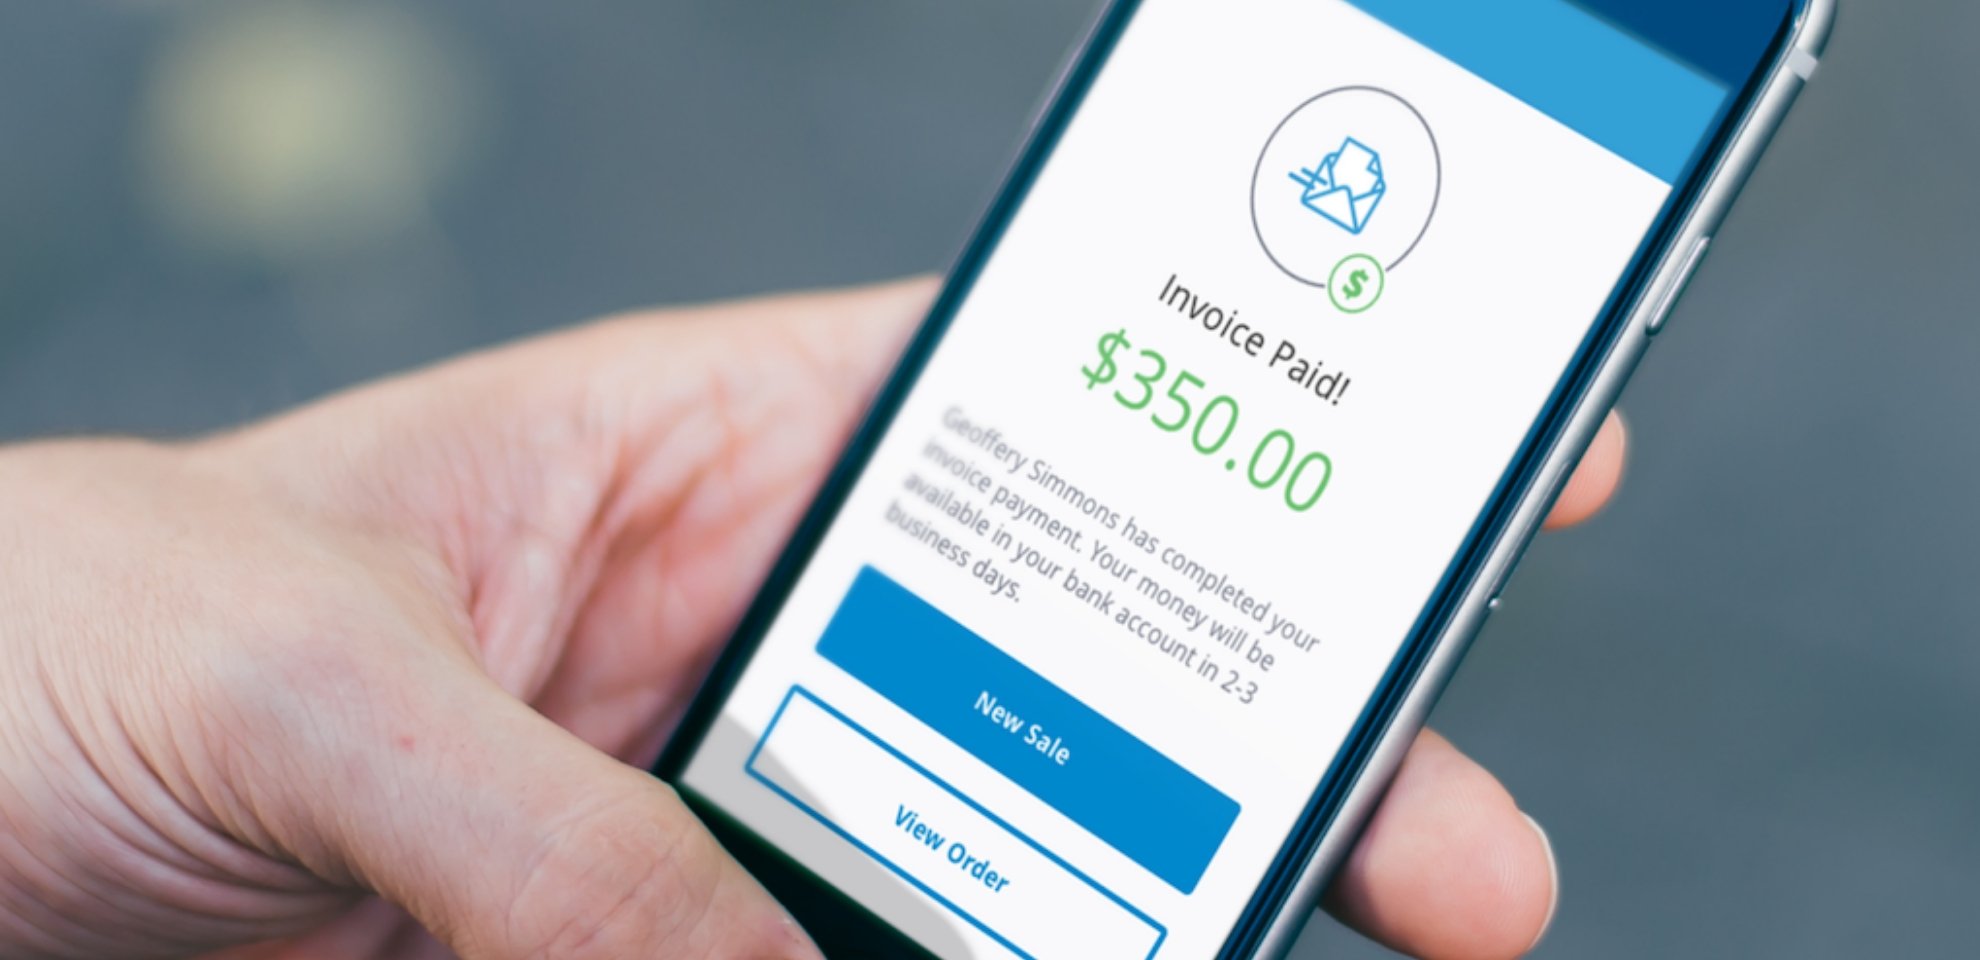 $
Invoice Paid!
$350.00
Geoffery Simmons has completed your
invoice payment. Your money will be
available in your bank account in 2-3
business days.
New Sale
View Order